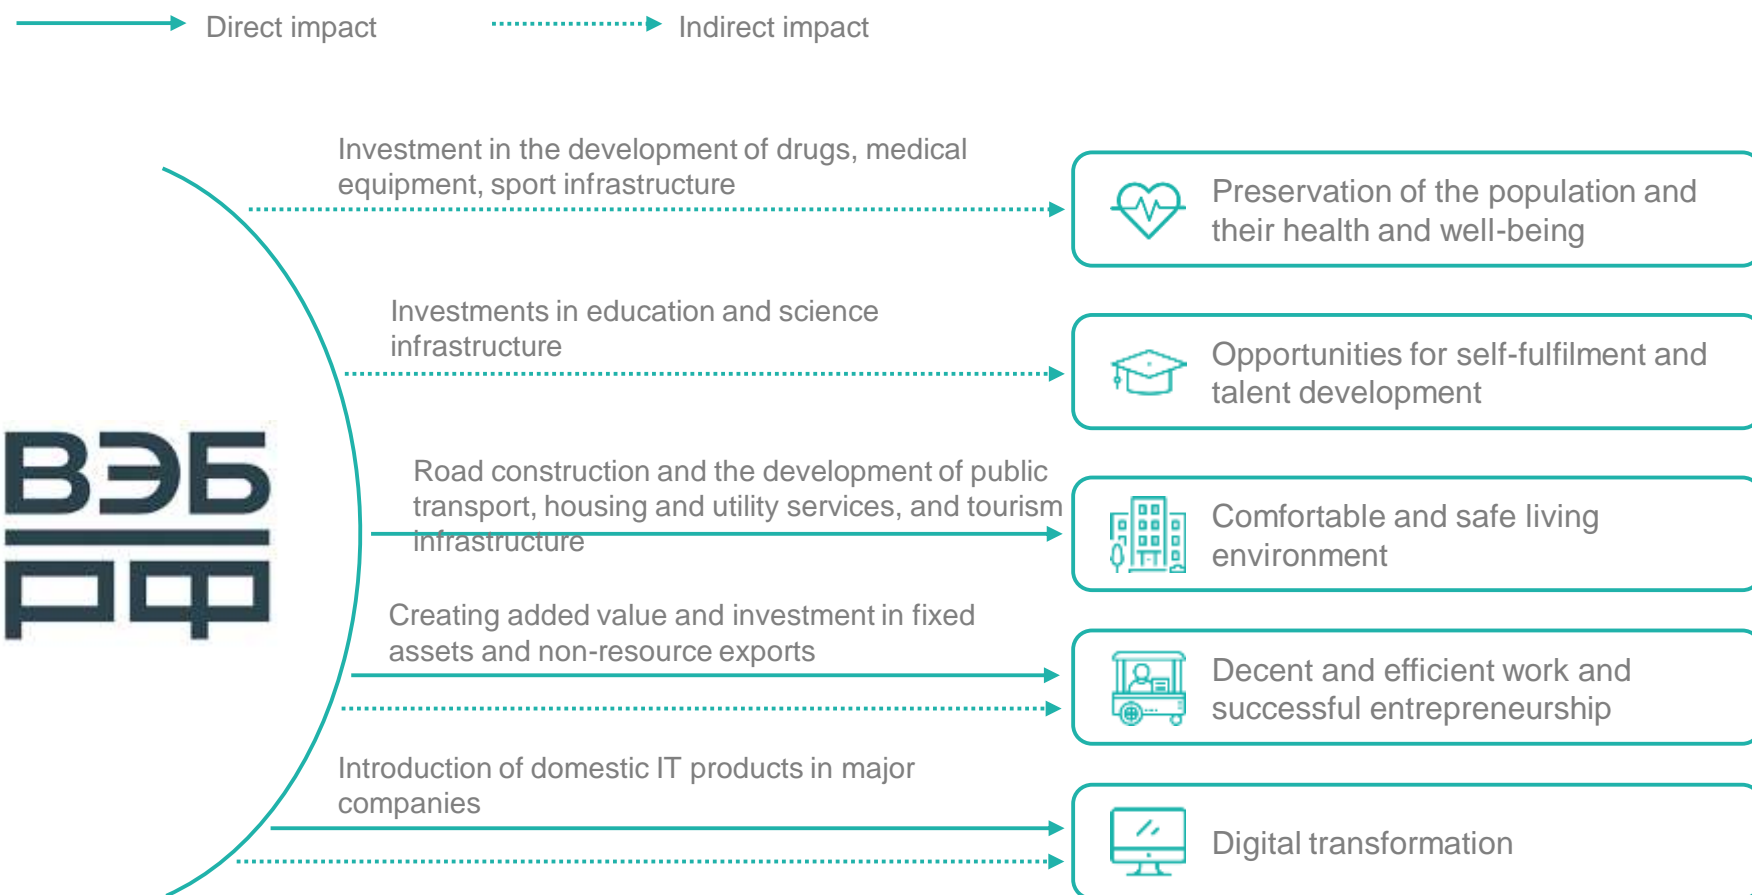 Direct impact
Indirect impact
Investment in the development of drugs, medical
equipment, sport infrastructure
Preservation of the population and
their health and well-being
Investments in education and science
infrastructure
Opportunities for self-fulfilment and
talent development
ВЭБ
РФ
Road construction and the development of public
transport, housing and utility services, and tourism
infrastructure
Comfortable and safe living
environment
Creating added value and investment in fixed
assets and non-resource exports
Decent and efficient work and
successful entrepreneurship
Introduction of domestic IT products in major
companies
Digital transformation